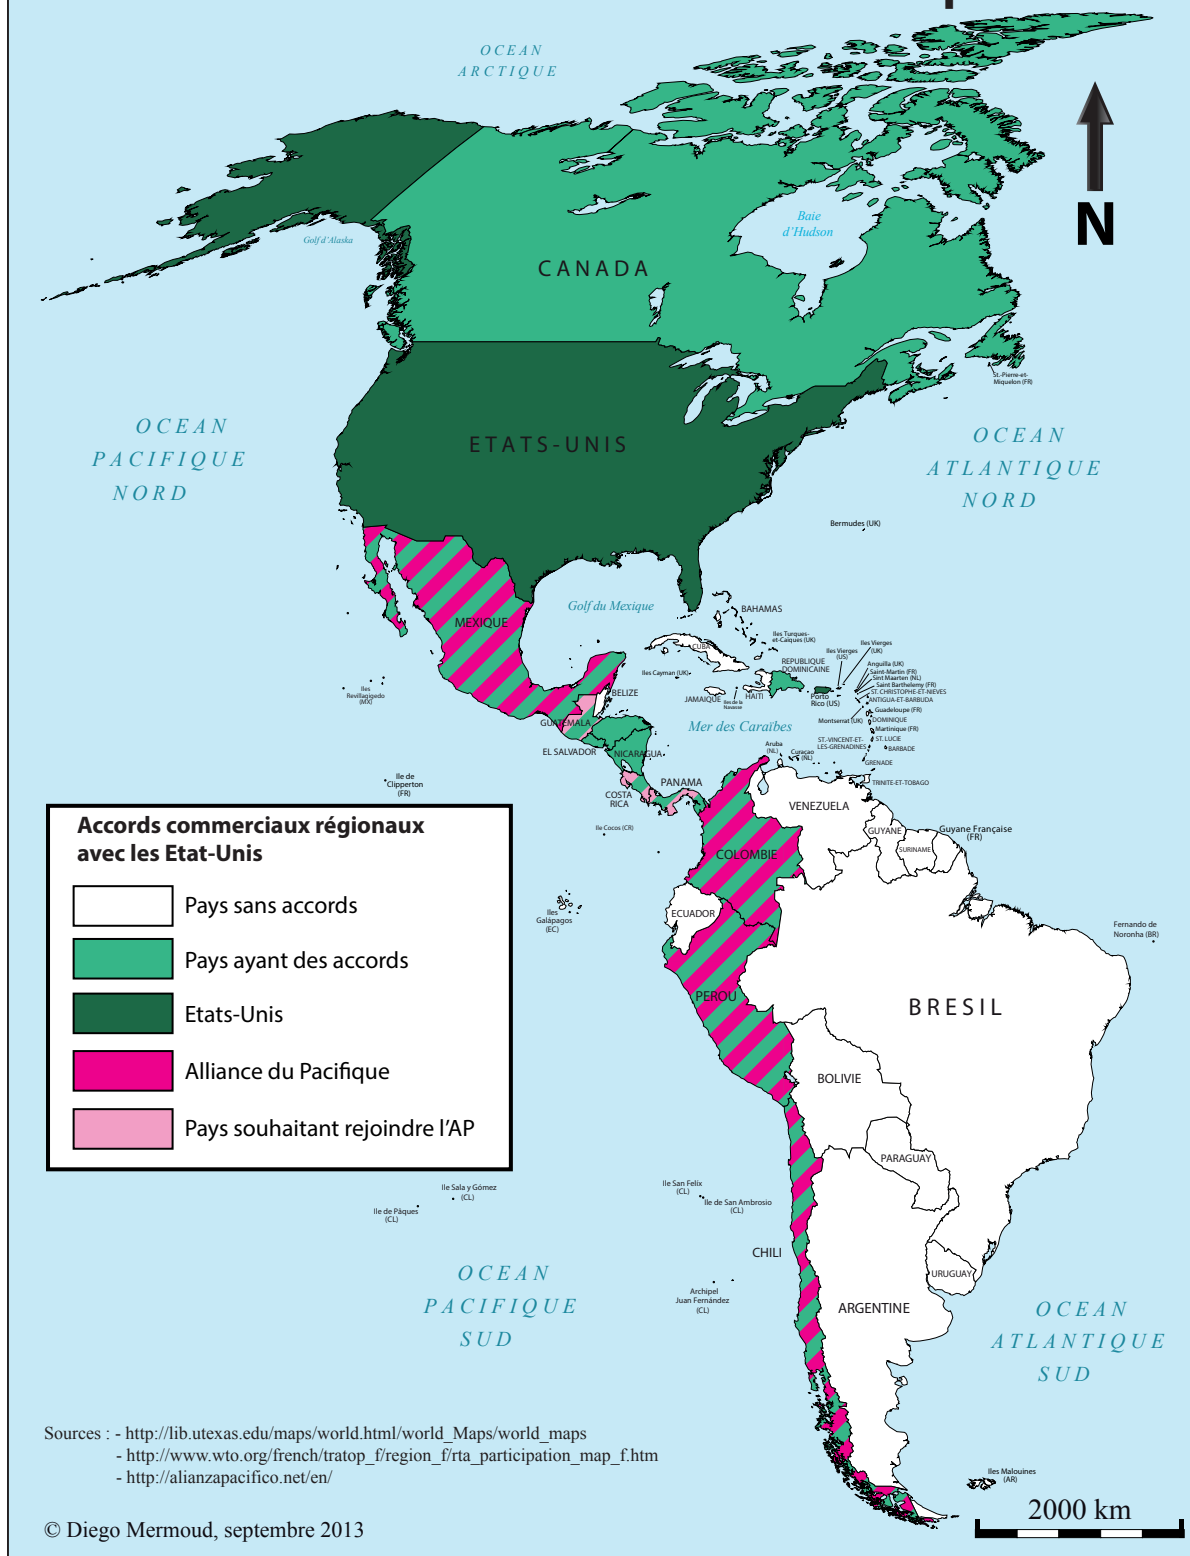 OCEAN
ARCTIQUE
N
Golf d'Alaska
Baie
d'Hudson
CANADA
St.-Pierre-et-
Miquelon (FR)
OCEAN
PACIFIQUE
NORD
ETATS-UNIS
OCEAN
ATLANTIQUE
NORD
Bermudes (UK)
Golf du Mexique
BAHAMAS
MEXIQUE
CUBA
Iles Turques-
et-Caïques (UK)
Iles Vierges
(US)
Iles Vierges
(UK)
Iles Cayman (UK)
REPUBLIQUE
DOMINICAINE
Anguilla (UK)
Saint-Martin (FR)
Sint Maarten (NL)
Saint Barthelemy (FR)
ST. CHRISTOPHE-ET-NIEVES
ANTIGUA-ET-BARBUDA
Iles
Revillagigedo
(MX)
BELIZE
JAMAIQUE
Iles de la
Navasse
HAITI
Porto
Rico (US)
Guadeloupe (FR)
Montserrat (UK)
DOMINIQUE
Martinique (FR)
GUATEMALA
Mer des Caraïbes
ST. LUCIE
ST.-VINCENT-ET-
LES-GRENADINES
BARBADE
EL SALVADOR
NICARAGUA
Aruba
(NL)
Curaçao
(NL)
GRENADE
TRINITE-ET-TOBAGO
Ile de
Clipperton
(FR)
COSTA
RICA
PANAMA
VENEZUELA
Ile Cocos (CR)
GUYANE
SURINAME
Guyane Française
(FR)
COLOMBIE
Accords commerciaux régionaux
avec les Etat-Unis
Pays sans accords
Pays ayant des accords
Etats-Unis
Alliance du Pacifique
Pays souhaitant rejoindre l'AP
Iles
Galápagos
(EC)
ECUADOR
Fernando de
Noronha (BR)
PEROU
BRESIL
BOLIVIE
PARAGUAY
Ile Sala y Gómez
(CL)
Ile de Pâques
(CL)
Ile San Felix
(CL)
Ile de San Ambrosio
(CL)
CHILI
OCEAN
PACIFIQUE
SUD
Archipel
Juan Fernández
(CL)
URUGUAY
ARGENTINE
OCEAN
ATLANTIQUE
SUD
Sources : - http://lib.utexas.edu/maps/world.html/world_Maps/world_maps
- http://www.wto.org/french/tratop_f/region_f/rta_participation_map_f.htm
- http://alianzapacifico.net/en/
Iles Malouines
(AR)
© Diego Mermoud, septembre 2013
2000 km